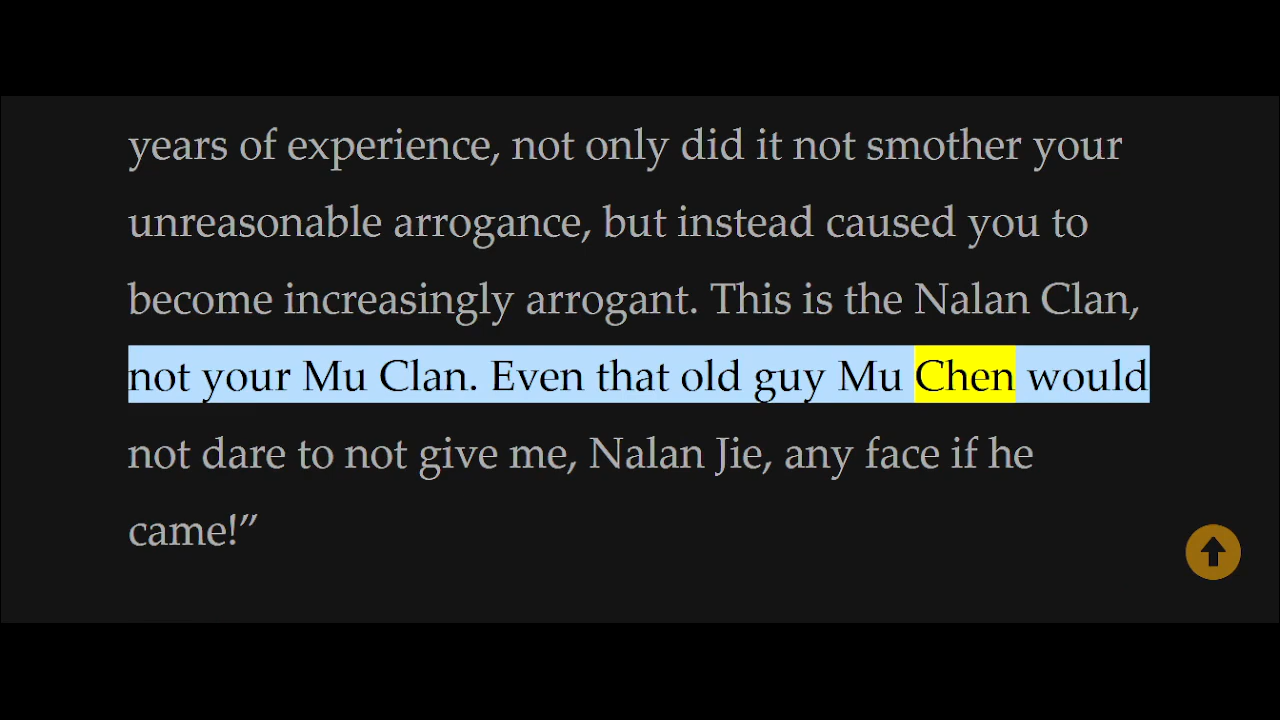 years of experience, not only did it not smother your
unreasonable arrogance, but instead caused you to
become increasingly arrogant. This is the Nalan Clan,
not your Mu Clan. Even that old guy Mu Chen would
not dare to not give me, Nalan Jie, any face if he
came!”